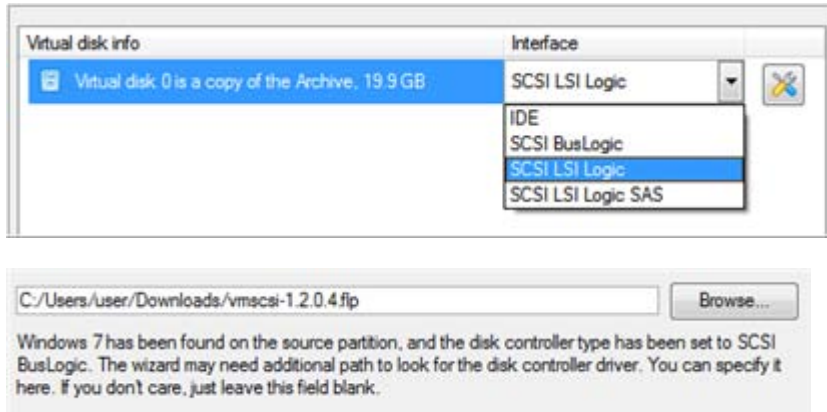 Virtual disk info Interface
Virtual disk 0 is a copy of the Archive, 19.9 GB SCSI LSI Logic
IDE
SCSI BusLogic
SCSI LSI Logic
SCSI LSI Logic SAS
C:/Users/user/Downloads/vmscsi-1.2.0.4.flp Browse...
Windows 7 has been found on the source partition, and the disk controller type has been set to SCSI
BusLogic. The wizard may need additional path to look for the disk controller driver. You can specify it
here. If you don't care, just leave this field blank.